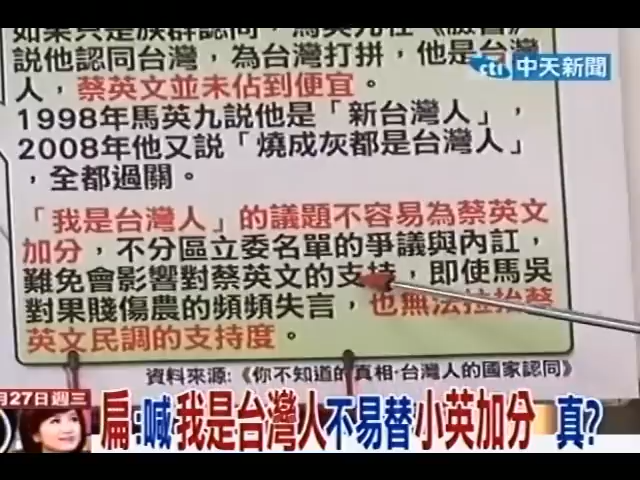 如果只是族群認同，馬英九在《臉書》
說他認同台灣，為台灣打拼，他是台灣
人，蔡英文並未佔到便宜。
1998年馬英九說他是「新台灣人」，
2008年他又說「燒成灰都是台灣人」
，全都過關。
「我是台灣人」的議題不容易為蔡英文
加分，不分區立委名單的爭議與內訌，
難免會影響對蔡英文的支持，即使馬吳
對果賤傷農的頻頻失言，也無法拉抬蔡
英文民調的支持度。
資料來源：《你不知道的真相‧台灣人的國家認同》
cti 中天新聞
月27日週三
扁：喊我是台灣人不易替小英加分 真？